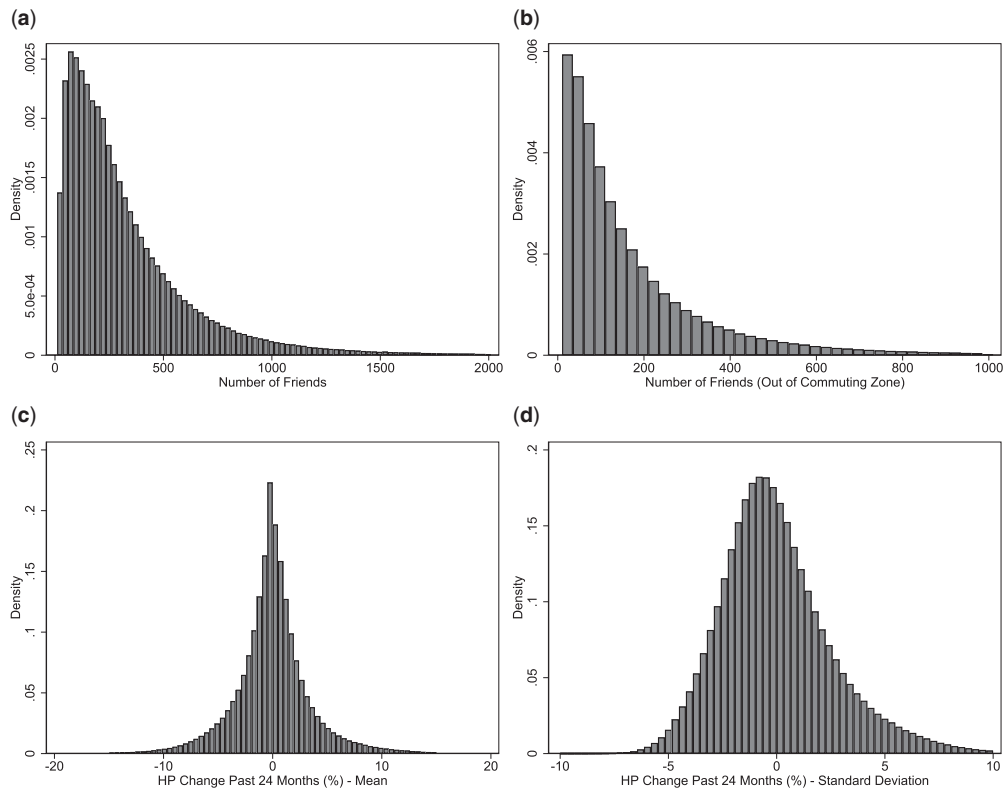 (a)
Density
.0025
.002
.0015
.001
5.0e-04
0
0 500 1000 1500 2000
Number of Friends
(b)
Density
.006
.004
.002
0
0 200 400 600 800 1000
Number of Friends (Out of Commuting Zone)
(c)
Density
.25
.2
.15
.1
.05
0
-20 -10 0 10 20
HP Change Past 24 Months (%) - Mean
(d)
Density
.2
.15
.1
.05
0
-10 -5 0 5 10
HP Change Past 24 Months (%) - Standard Deviation